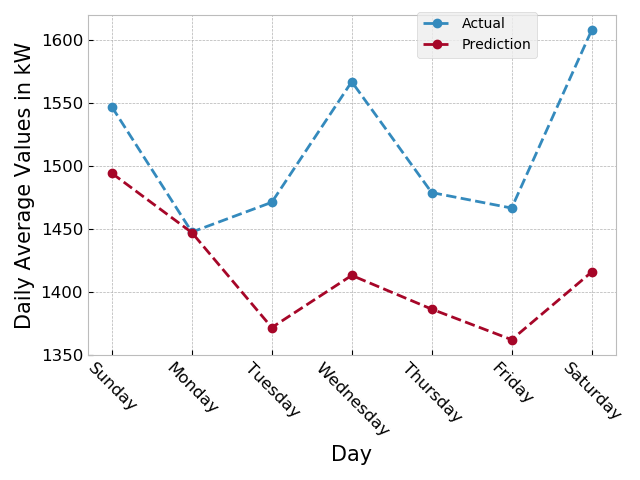 Actual
Prediction
Daily Average Values in kW
1600
1550
1500
1450
1400
1350
Sunday
Monday
Tuesday
Wednesday
Thursday
Friday
Saturday
Day